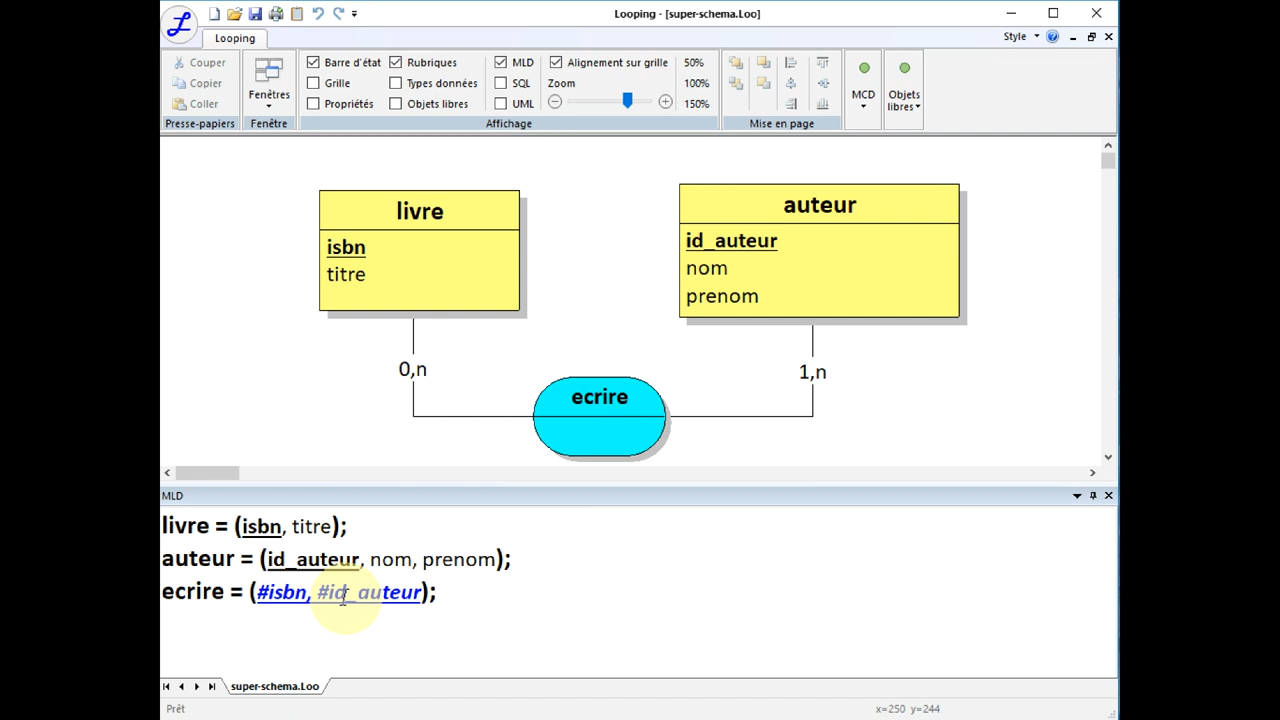 Looping - [super-schema.Loo]
Looping
Style
Couper
Copier
Coller
Presse-papiers
Fenêtres
Fenêtre
Barre d'état
Rubriques
MLD
Alignement sur grille
50%
Grille
Types données
SQL
Zoom
100%
Propriétés
Objets libres
UML
150%
Affichage
Mise en page
MCD
Objets
libres
livre
isbn
titre
auteur
id_auteur
nom
prenom
0,n
1,n
ecrire
MLD
livre = (isbn, titre);
auteur = (id_auteur, nom, prenom);
ecrire = (#isbn, #id_auteur);
super-schema.Loo
Prêt
x=250 y=244